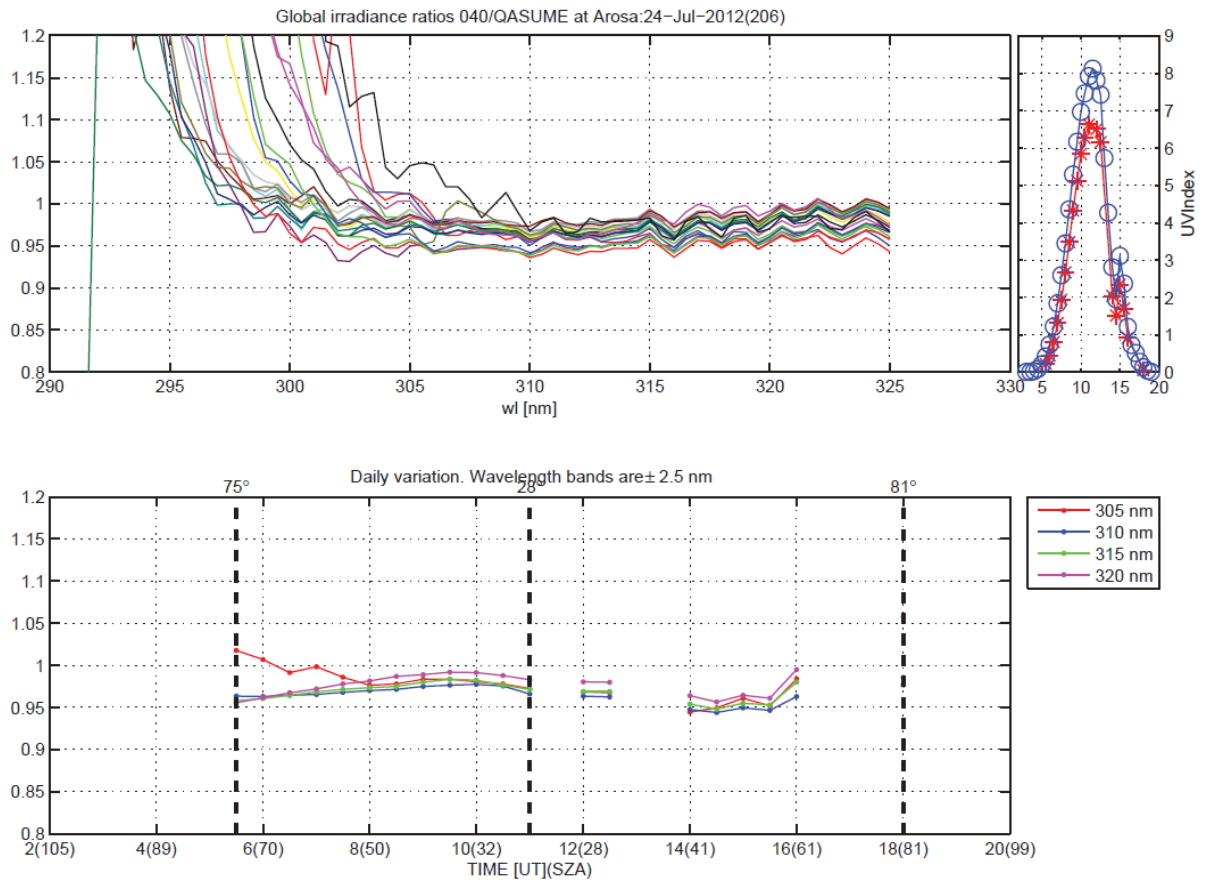 Global irradiance ratios 040/QASUME at Arosa:24−Jul−2012(206)
1.2
1.15
1.1
1.05
1
0.95
0.9
0.85
0.8
290 295 300 305 310 315 320 325 330
wl [nm]
9
8
7
6
5
4
3
2
1
0
UVIndex
5 10 15 20
Daily variation. Wavelength bands are± 2.5 nm
75° 28° 81°
1.2
1.15
1.1
1.05
1
0.95
0.9
0.85
0.8
2(105) 4(89) 6(70) 8(50) 10(32) 12(28) 14(41) 16(61) 18(81) 20(99)
TIME [UT](SZA)
305 nm
310 nm
315 nm
320 nm